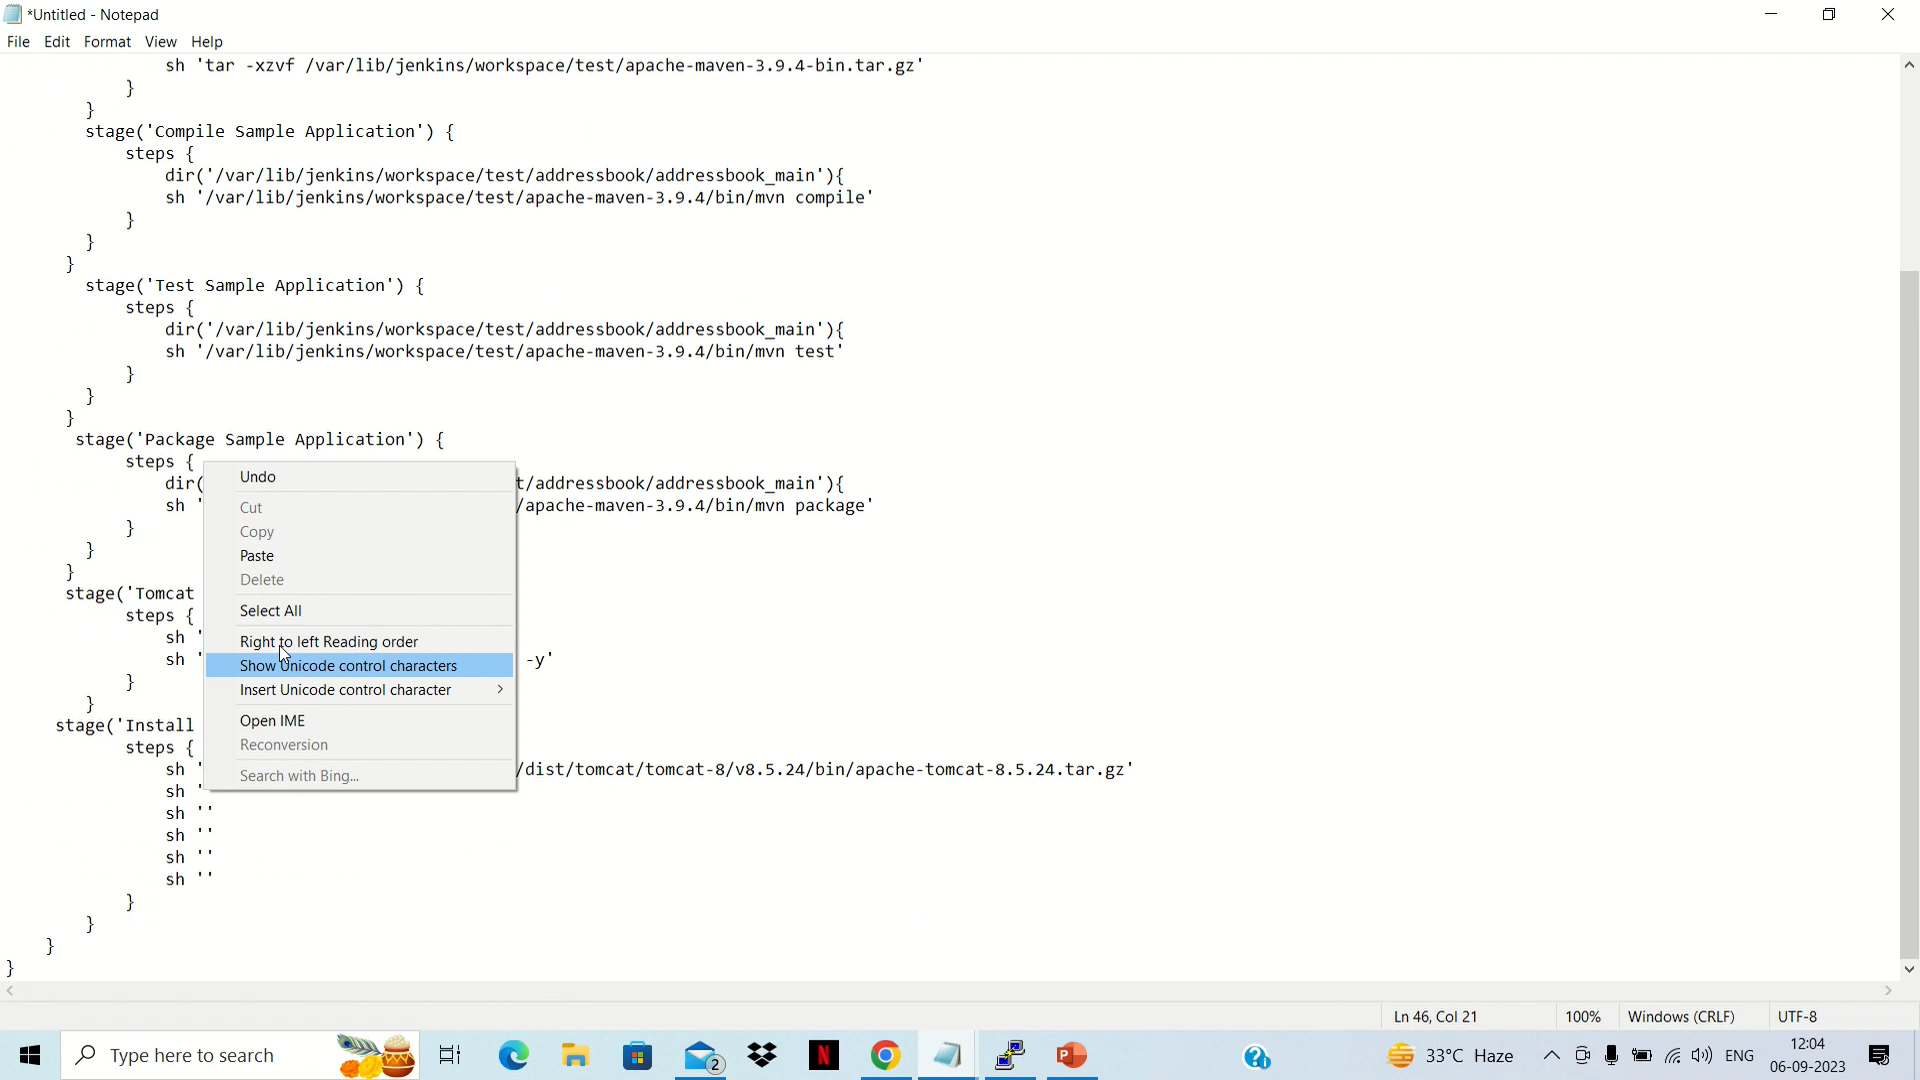 *Untitled - Notepad
File Edit Format View Help
sh 'tar -xzvf /var/lib/jenkins/workspace/test/apache-maven-3.9.4-bin.tar.gz'
}
}
stage('Compile Sample Application') {
steps {
dir('/var/lib/jenkins/workspace/test/addressbook/addressbook_main'){
sh '/var/lib/jenkins/workspace/test/apache-maven-3.9.4/bin/mvn compile'
}
}
}
stage('Test Sample Application') {
steps {
dir('/var/lib/jenkins/workspace/test/addressbook/addressbook_main'){
sh '/var/lib/jenkins/workspace/test/apache-maven-3.9.4/bin/mvn test'
}
}
}
stage('Package Sample Application') {
steps {
dir( t/addressbook/addressbook_main'){
sh ' /apache-maven-3.9.4/bin/mvn package'
}
}
}
stage('Tomcat
steps {
sh '
sh ' -y'
}
}
stage('Install
steps {
sh ' /dist/tomcat/tomcat-8/v8.5.24/bin/apache-tomcat-8.5.24.tar.gz'
sh '
sh ''
sh ''
sh ''
sh ''
}
}
}
}
Undo
Cut
Copy
Paste
Delete
Select All
Right to left Reading order
Show Unicode control characters
Insert Unicode control character
Open IME
Reconversion
Search with Bing...
Ln 46, Col 21 100% Windows (CRLF) UTF-8
Type here to search
2
N
P
33°C Haze
ENG
12:04
06-09-2023